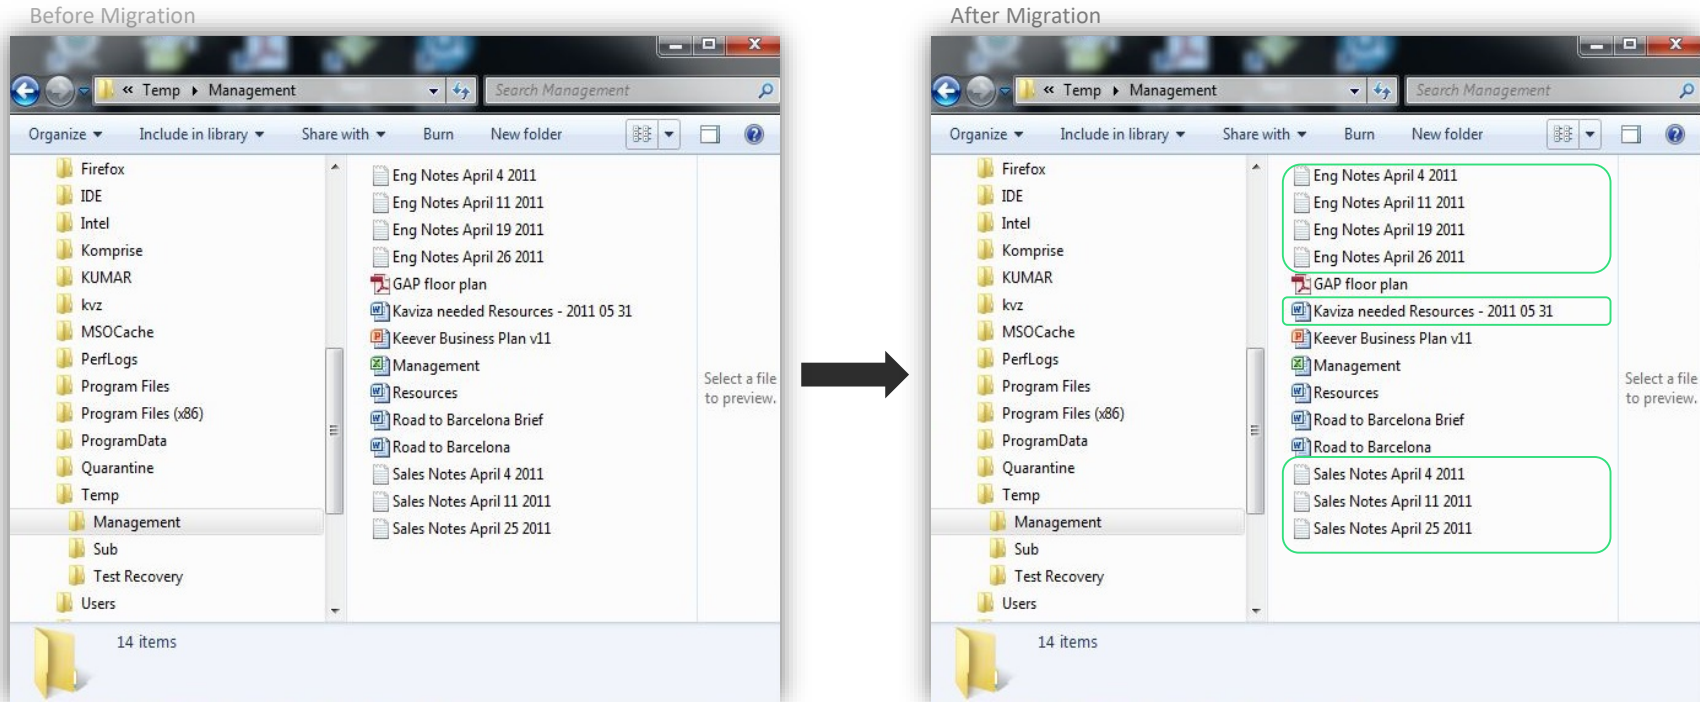 Before Migration
« Temp Management
Search Management
Organize Include in library Share with Burn New folder
Firefox
IDE
Intel
Komprise
KUMAR
kvz
MSOCache
PerfLogs
Program Files
Program Files (x86)
ProgramData
Quarantine
Temp
Management
Sub
Test Recovery
Users
Eng Notes April 4 2011
Eng Notes April 11 2011
Eng Notes April 19 2011
Eng Notes April 26 2011
GAP floor plan
Kaviza needed Resources - 2011 05 31
Keever Business Plan v11
Management
Resources
Road to Barcelona Brief
Road to Barcelona
Sales Notes April 4 2011
Sales Notes April 11 2011
Sales Notes April 25 2011
Select a file
to preview.
14 items
After Migration
« Temp Management
Search Management
Organize Include in library Share with Burn New folder
Firefox
IDE
Intel
Komprise
KUMAR
kvz
MSOCache
PerfLogs
Program Files
Program Files (x86)
ProgramData
Quarantine
Temp
Management
Sub
Test Recovery
Users
Eng Notes April 4 2011
Eng Notes April 11 2011
Eng Notes April 19 2011
Eng Notes April 26 2011
GAP floor plan
Kaviza needed Resources - 2011 05 31
Keever Business Plan v11
Management
Resources
Road to Barcelona Brief
Road to Barcelona
Sales Notes April 4 2011
Sales Notes April 11 2011
Sales Notes April 25 2011
Select a file
to preview.
14 items